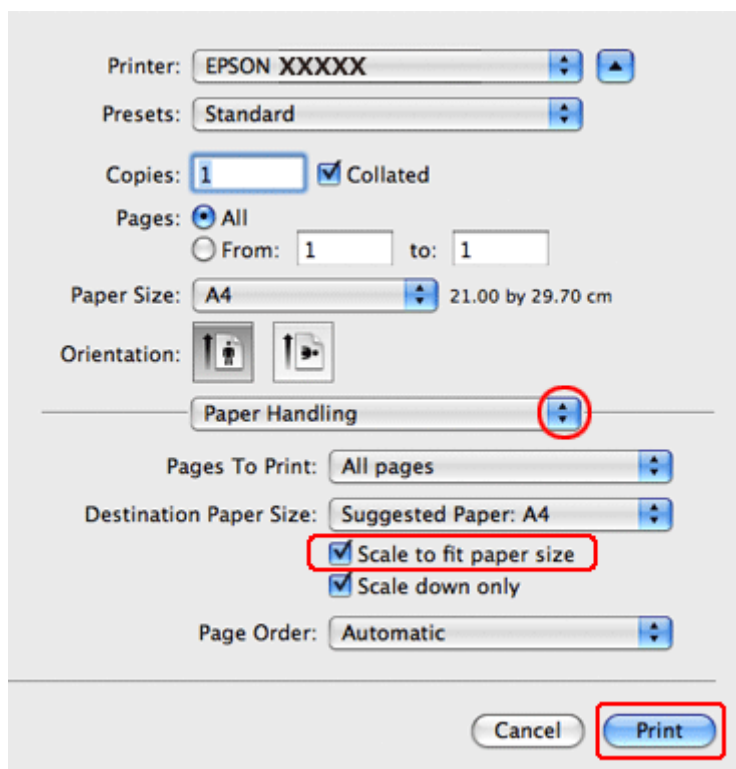 Printer: EPSON XXXXX
Presets: Standard
Copies: 1 Collated
Pages: All
From: 1 to: 1
Paper Size: A4 21.00 by 29.70 cm
Orientation:
Paper Handling
Pages To Print: All pages
Destination Paper Size: Suggested Paper: A4
Scale to fit paper size
Scale down only
Page Order: Automatic
Cancel Print